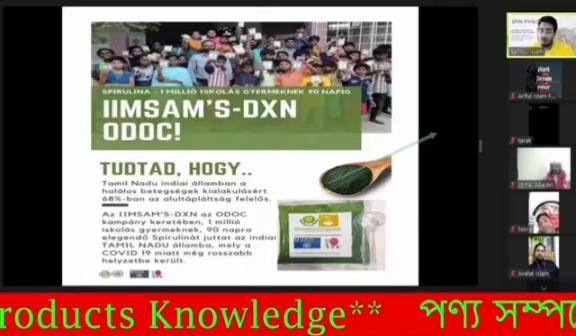 SPIRULINA - 1 MILLIÓ ISKOLÁS GYERMEKNEK 90 NAPIG
IIMSAM'S-DXN
ODOC!
TUDTAD, HOGY..
Tamil Nadu indiai államban a
halálos betegségek kialakulásért
68%-ban az alultápláltság felelős.
Az IIMSAM'S-DXN az ODOC
kampány keretében, 1 millió
iskolás gyermeknek, 90 napra
elegendő Spirulinát juttat az indiai
TAMIL NADU államba, mely a
COVID 19 miatt még rosszabb
helyzetbe került.
tarak
Arafat Islam
roducts Knowledge** পণ্য সম্প